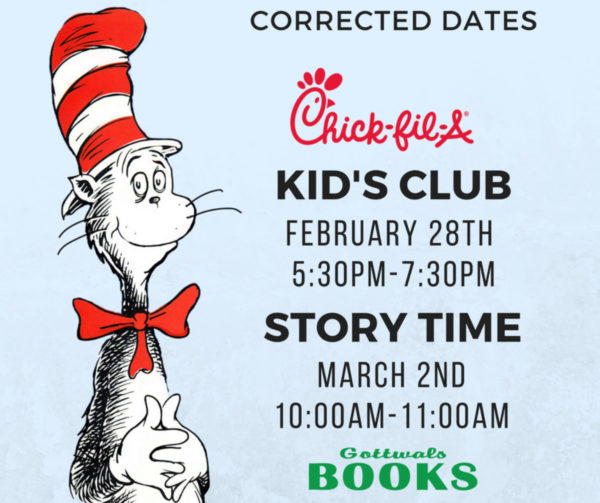 CORRECTED DATES
Chick-fil-A®
KID'S CLUB
FEBRUARY 28TH
5:30PM-7:30PM
STORY TIME
MARCH 2ND
10:00AM-11:00AM
Gottwals
BOOKS